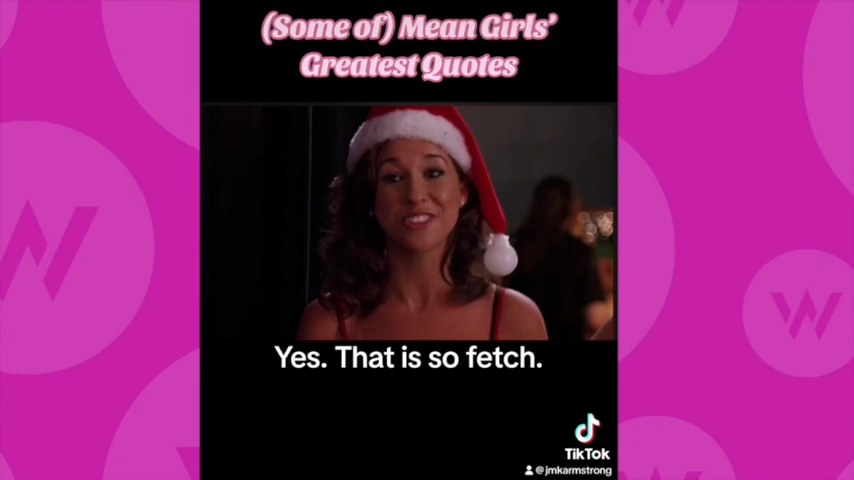 (Some of) Mean Girls'
Greatest Quotes
Yes. That is so fetch.
TikTok
@jmkarmstrong